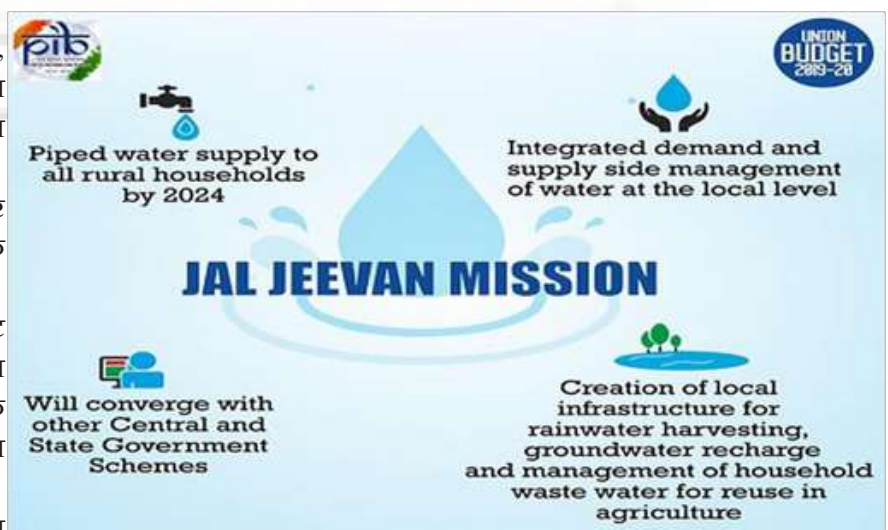 pib
UNION
BUDGET
2019-20
Piped water supply to
all rural households
by 2024
Integrated demand and
supply side management
of water at the local level
JAL JEEVAN MISSION
Will converge with
other Central and
State Government
Schemes
Creation of local
infrastructure for
rainwater harvesting,
groundwater recharge
and management of household
waste water for reuse in
agriculture